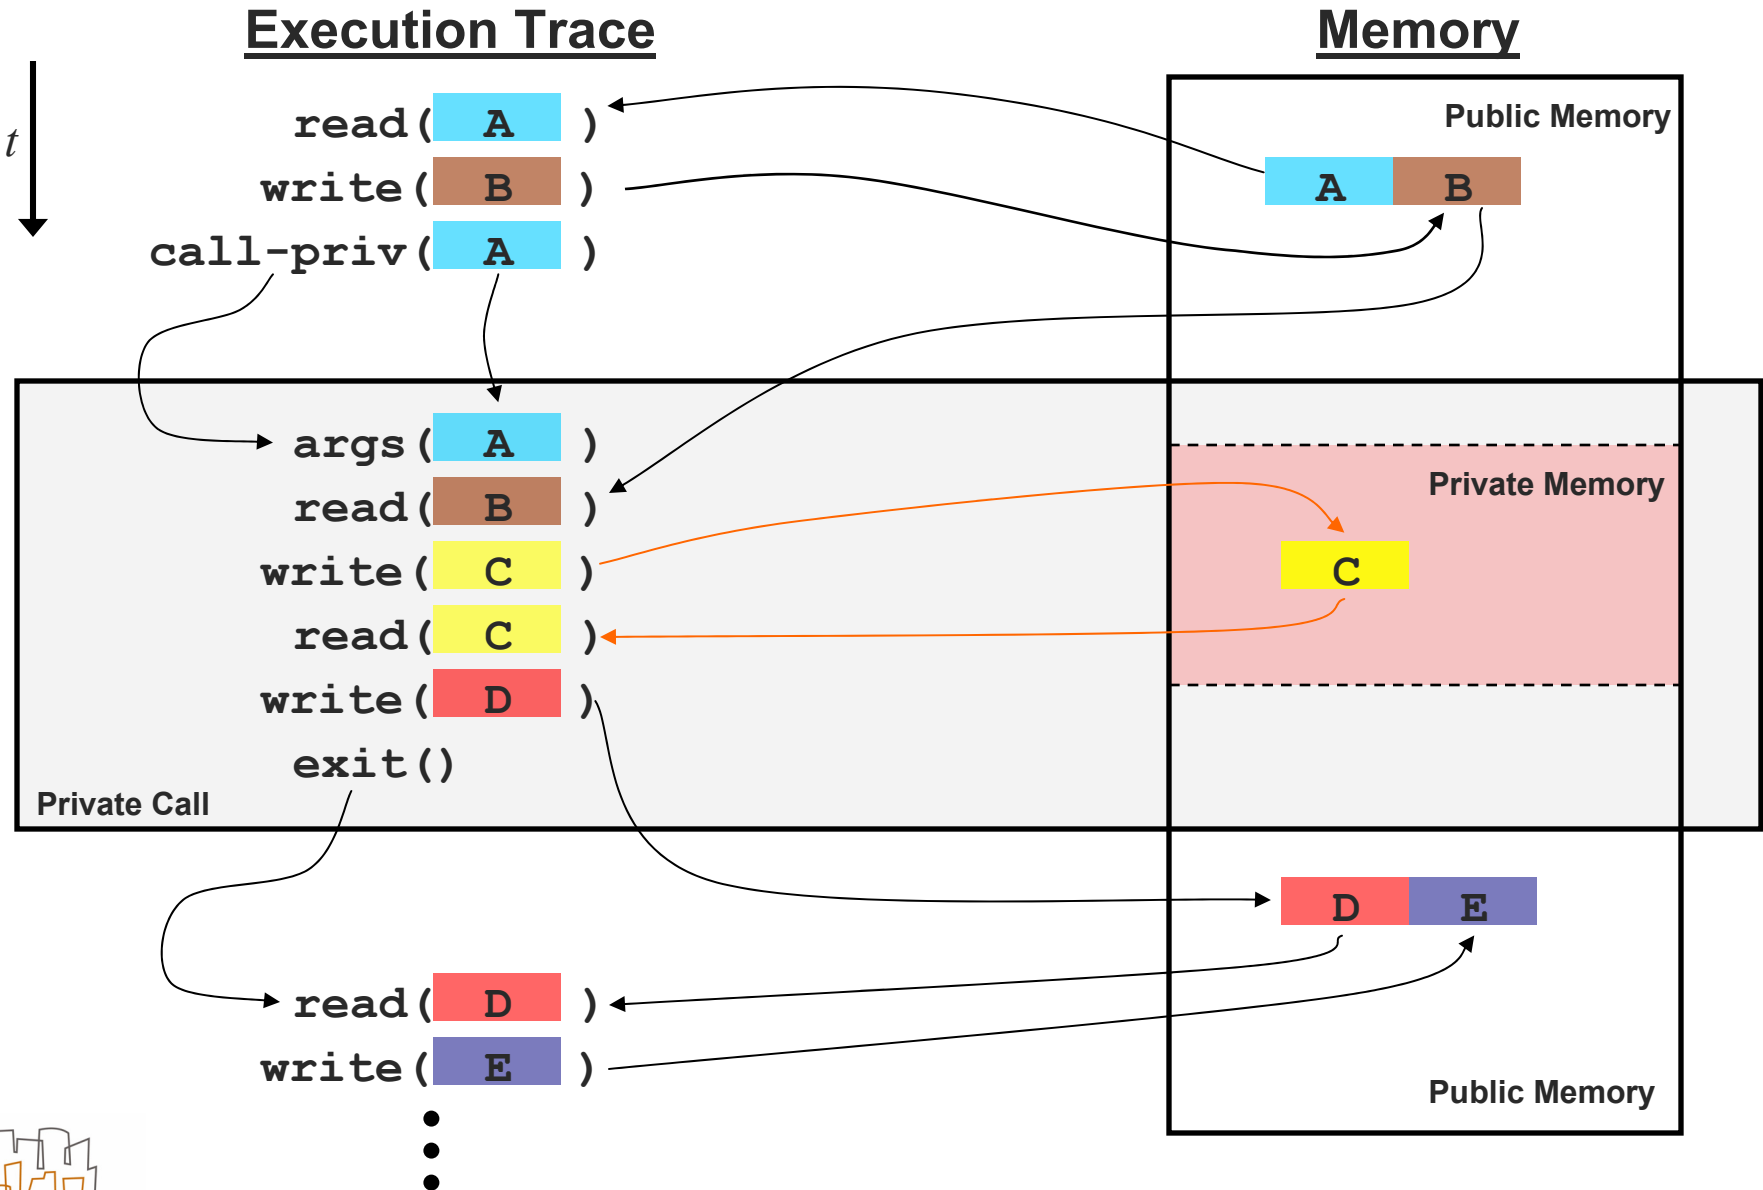 Execution Trace
Memory
t
read( A )
Public Memory
write( B )
A B
call-priv( A )
args( A )
read( B )
Private Memory
write( C )
C
read( C )
write( D )
exit()
Private Call
D E
read( D )
write( E )
Public Memory